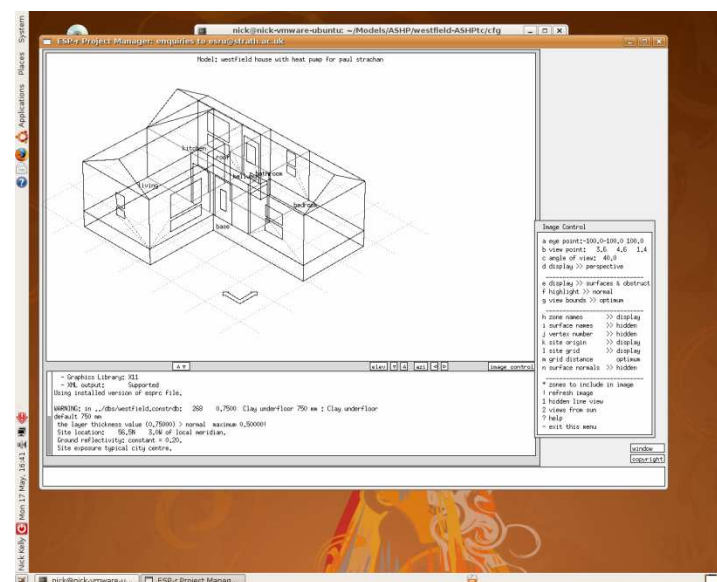 System
Places
Applications
Mon 17 May, 16:41
Nick Kelly
nick@nick-vmware-ubuntu: ~/Models/ASHP/westfield-ASHPtc/cfg
ESP-r Project Manager: enquiries to esru@strath.ac.uk
Model: westfield house with heat pump for paul strachan
kitchen
roof
bathroom
living
bedroom
base
elev
azi
image control
- Graphics Library: X11
- XML output: Supported
Using installed version of esprc file.
WARNING: in ../dbs/westfield.constrdb: 268 0.7500 Clay underfloor 750 mm : Clay underfloor
default 750 mm
the layer thickness value (0.75000) > normal maximum 0.50000!
Site location: 56.5N 3.0W of local meridian.
Ground reflectivity: constant = 0.20.
Site exposure typical city centre.
Image Control
a eye point:-100.0-100.0 100.0
b view point: 3.6 4.6 1.4
c angle of view: 40.0
d display >> perspective
e display >> surfaces & obstruct
f highlight >> normal
g view bounds >> optimum
h zone names >> display
i surface names >> hidden
j vertex number >> hidden
k site origin >> display
l site grid >> display
m grid distance optimum
n surface normals >> hidden
* zones to include in image
! refresh image
1 hidden line view
2 views from sun
? help
- exit this menu
window
copyright
nick@nick-vmware-u...
ESP-r Project Manag...